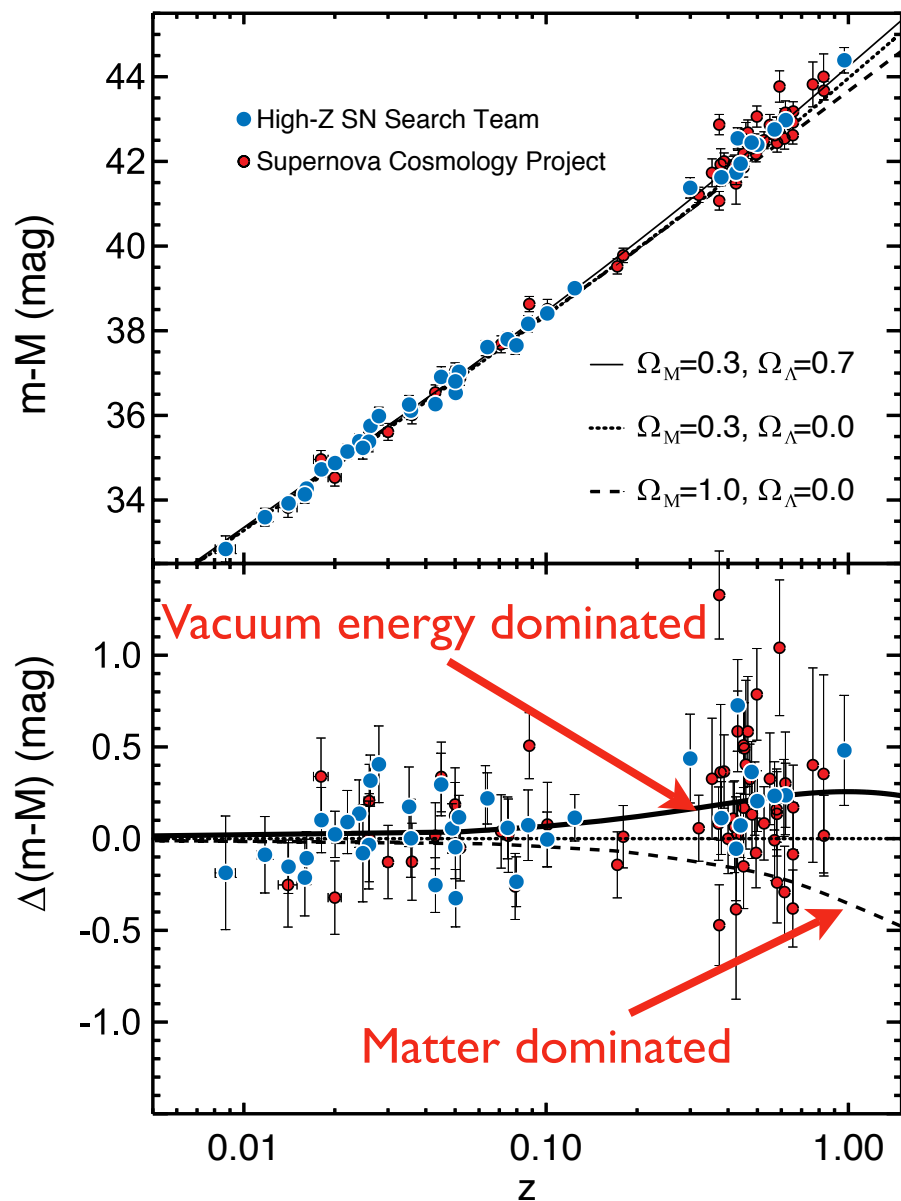 44
42
40
38
36
34
m-M (mag)
High-Z SN Search Team
Supernova Cosmology Project
Ω_M=0.3, Ω_Λ=0.7
Ω_M=0.3, Ω_Λ=0.0
Ω_M=1.0, Ω_Λ=0.0
Vacuum energy dominated
1.0
0.5
0.0
-0.5
-1.0
Δ(m-M) (mag)
Matter dominated
0.01 0.10 1.00
z